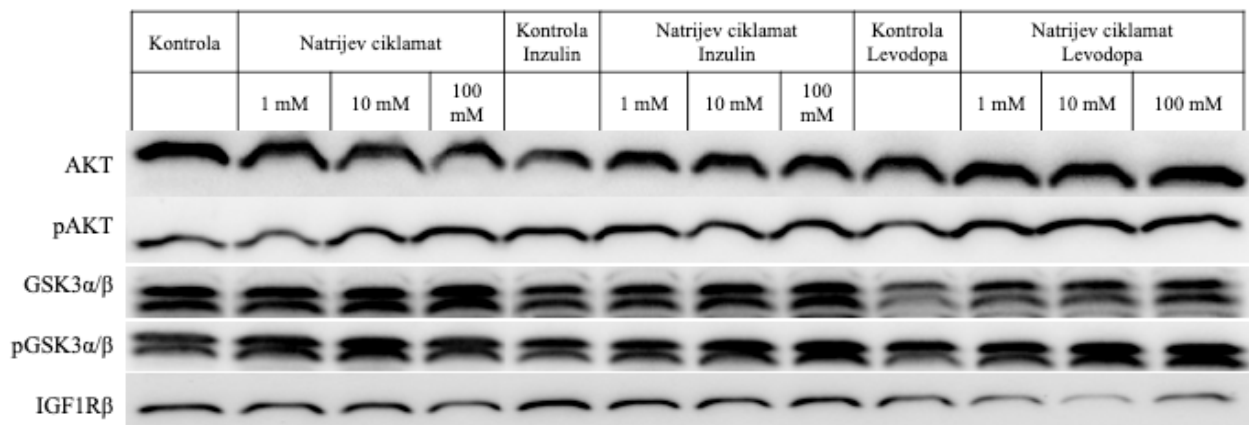 Kontrola
Natrijev ciklamat
Kontrola
Inzulin
Natrijev ciklamat
Inzulin
Kontrola
Levodopa
Natrijev ciklamat
Levodopa
1 mM
10 mM
100
mM
1 mM
10 mM
100
mM
1 mM
10 mM
100 mM
AKT
pAKT
GSK3α/β
pGSK3α/β
IGF1Rβ